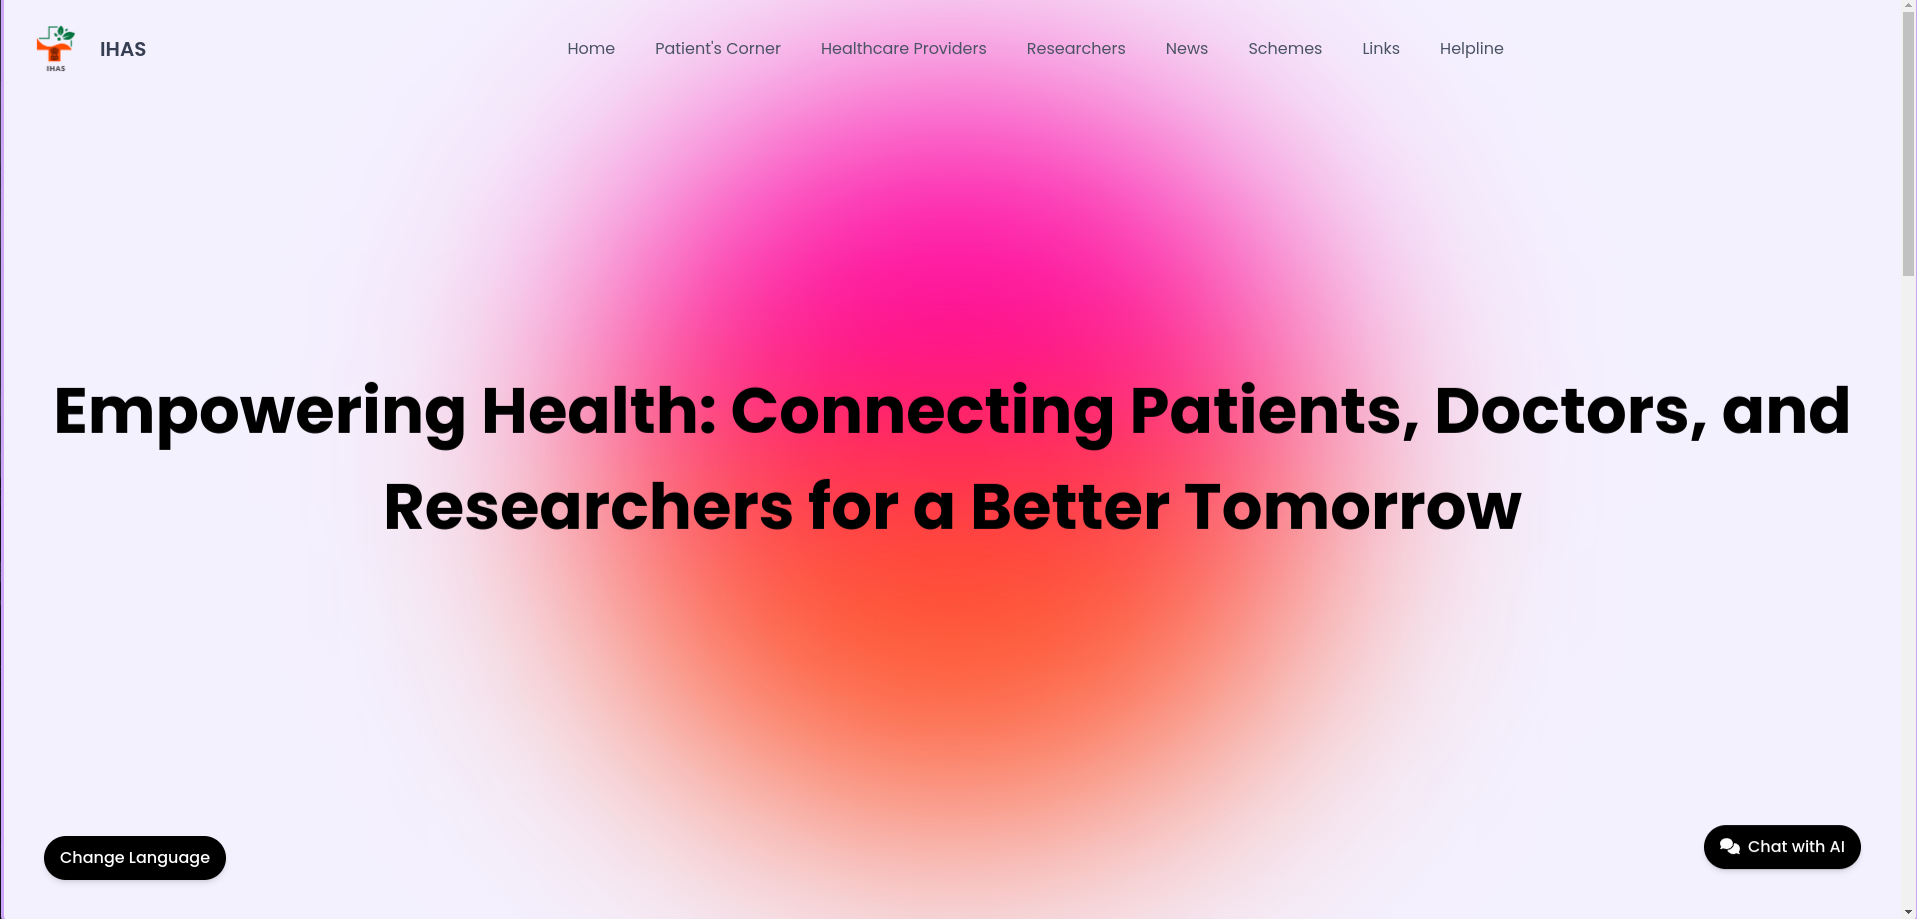 IHAS
IHAS
Home
Patient's Corner
Healthcare Providers
Researchers
News
Schemes
Links
Helpline
Empowering Health: Connecting Patients, Doctors, and
Researchers for a Better Tomorrow
Change Language
Chat with AI